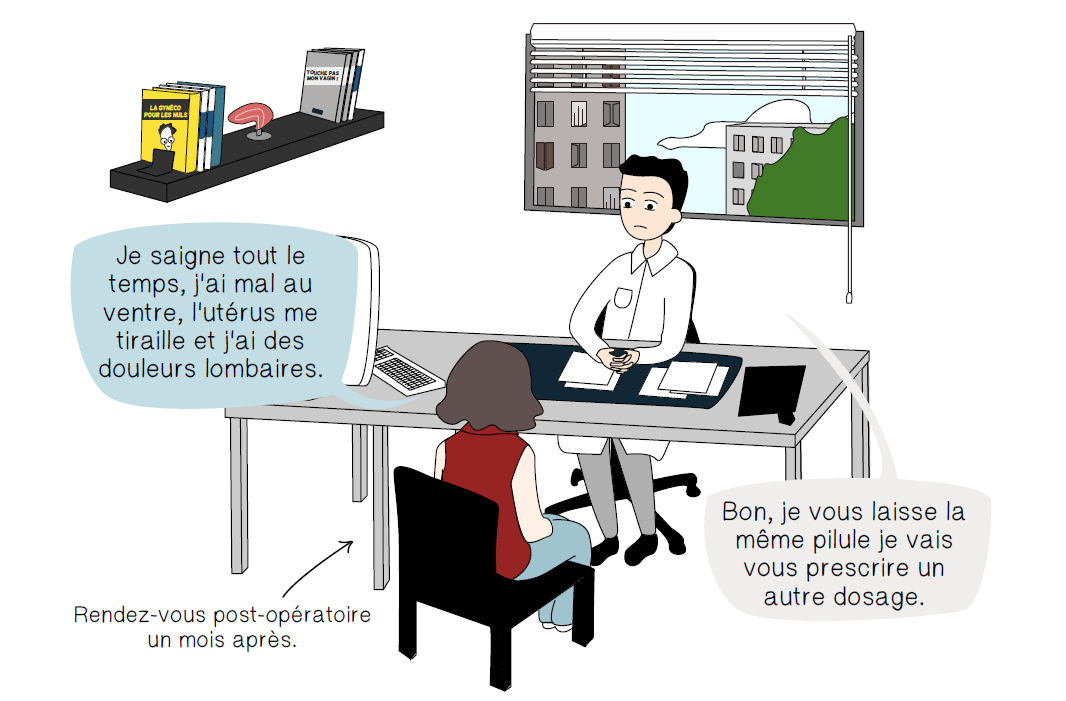 LA GYNÉCO
POUR LES NULS
TOUCHE PAS
MON VAGIN !
Je saigne tout le
temps, j'ai mal au
ventre, l'utérus me
tiraille et j'ai des
douleurs lombaires.
Bon, je vous laisse la
même pilule je vais
vous prescrire un
autre dosage.
Rendez-vous post-opératoire
un mois après.